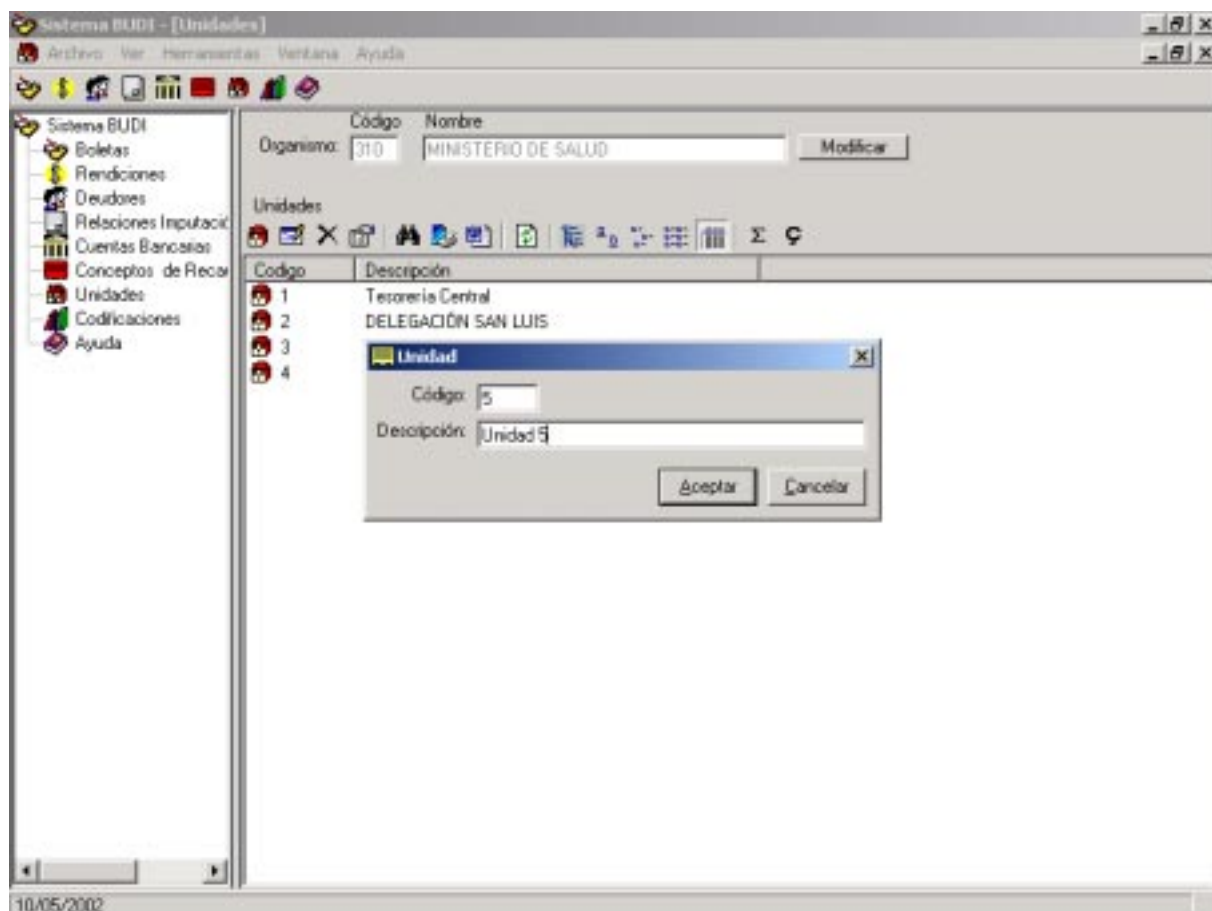 Sistema BUDI - [Unidades]
Archivo Ver Herramientas Ventana Ayuda
Sistema BUDI
Boletas
Rendiciones
Deudores
Relaciones Imputació
Cuentas Bancarias
Conceptos de Recau
Unidades
Codificaciones
Ayuda
Código Nombre
Organismo: 310 MINISTERIO DE SALUD Modificar
Unidades
Codigo Descripción
1 Tesorería Central
2 DELEGACIÓN SAN LUIS
3
4
Unidad
Código: 5
Descripción: Unidad 5
Aceptar Cancelar
10/05/2002